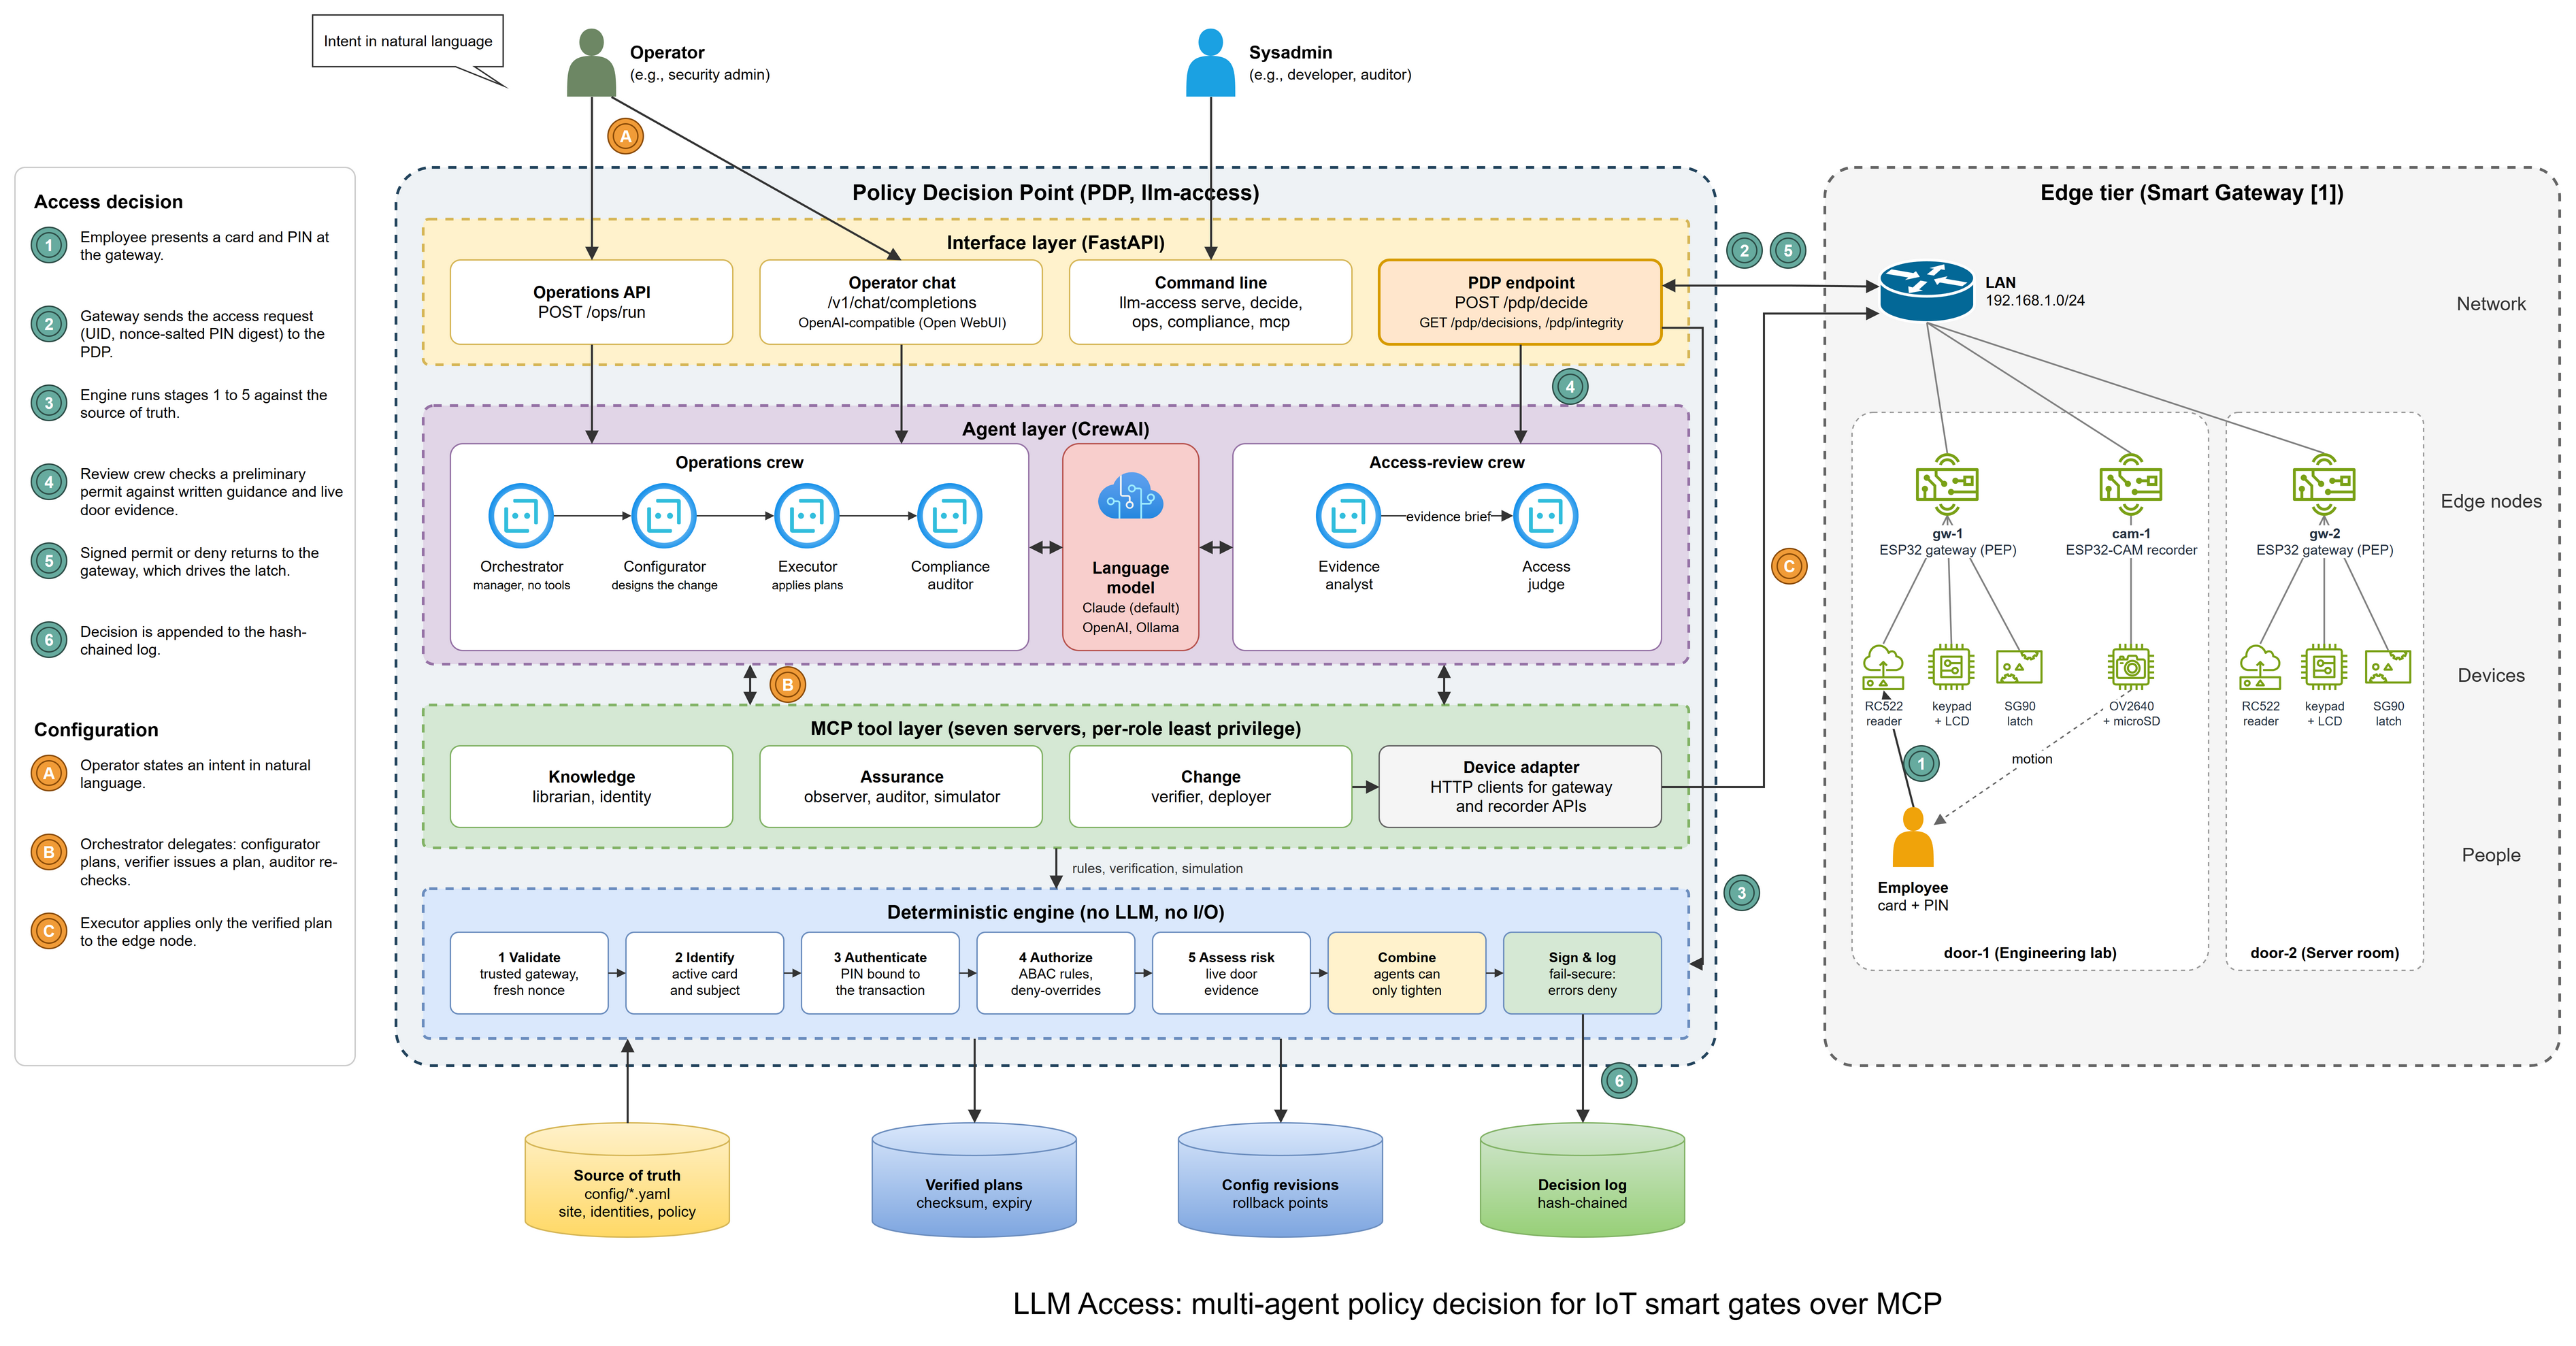 Intent in natural language
Operator
(e.g., security admin)
Sysadmin
(e.g., developer, auditor)
A
Access decision
1
Employee presents a card and PIN at
the gateway.
2
Gateway sends the access request
(UID, nonce-salted PIN digest) to the
PDP.
3
Engine runs stages 1 to 5 against the
source of truth.
4
Review crew checks a preliminary
permit against written guidance and live
door evidence.
5
Signed permit or deny returns to the
gateway, which drives the latch.
6
Decision is appended to the hash-
chained log.
Configuration
A
Operator states an intent in natural
language.
B
Orchestrator delegates: configurator
plans, verifier issues a plan, auditor re-
checks.
C
Executor applies only the verified plan
to the edge node.
Policy Decision Point (PDP, llm-access)
Interface layer (FastAPI)
Operations API
POST /ops/run
Operator chat
/v1/chat/completions
OpenAI-compatible (Open WebUI)
Command line
llm-access serve, decide,
ops, compliance, mcp
PDP endpoint
POST /pdp/decide
GET /pdp/decisions, /pdp/integrity
2
5
4
Agent layer (CrewAI)
Operations crew
Orchestrator
manager, no tools
Configurator
designs the change
Executor
applies plans
Compliance
auditor
Language
model
Claude (default)
OpenAI, Ollama
Access-review crew
evidence brief
Evidence
analyst
Access
judge
B
C
MCP tool layer (seven servers, per-role least privilege)
Knowledge
librarian, identity
Assurance
observer, auditor, simulator
Change
verifier, deployer
Device adapter
HTTP clients for gateway
and recorder APIs
rules, verification, simulation
3
Deterministic engine (no LLM, no I/O)
1 Validate
trusted gateway,
fresh nonce
2 Identify
active card
and subject
3 Authenticate
PIN bound to
the transaction
4 Authorize
ABAC rules,
deny-overrides
5 Assess risk
live door
evidence
Combine
agents can
only tighten
Sign & log
fail-secure:
errors deny
6
Source of truth
config/*.yaml
site, identities, policy
Verified plans
checksum, expiry
Config revisions
rollback points
Decision log
hash-chained
Edge tier (Smart Gateway [1])
LAN
192.168.1.0/24
Network
Edge nodes
gw-1
ESP32 gateway (PEP)
cam-1
ESP32-CAM recorder
gw-2
ESP32 gateway (PEP)
Devices
RC522
reader
keypad
+ LCD
SG90
latch
OV2640
+ microSD
RC522
reader
keypad
+ LCD
SG90
latch
motion
1
People
Employee
card + PIN
door-1 (Engineering lab)
door-2 (Server room)
LLM Access: multi-agent policy decision for IoT smart gates over MCP